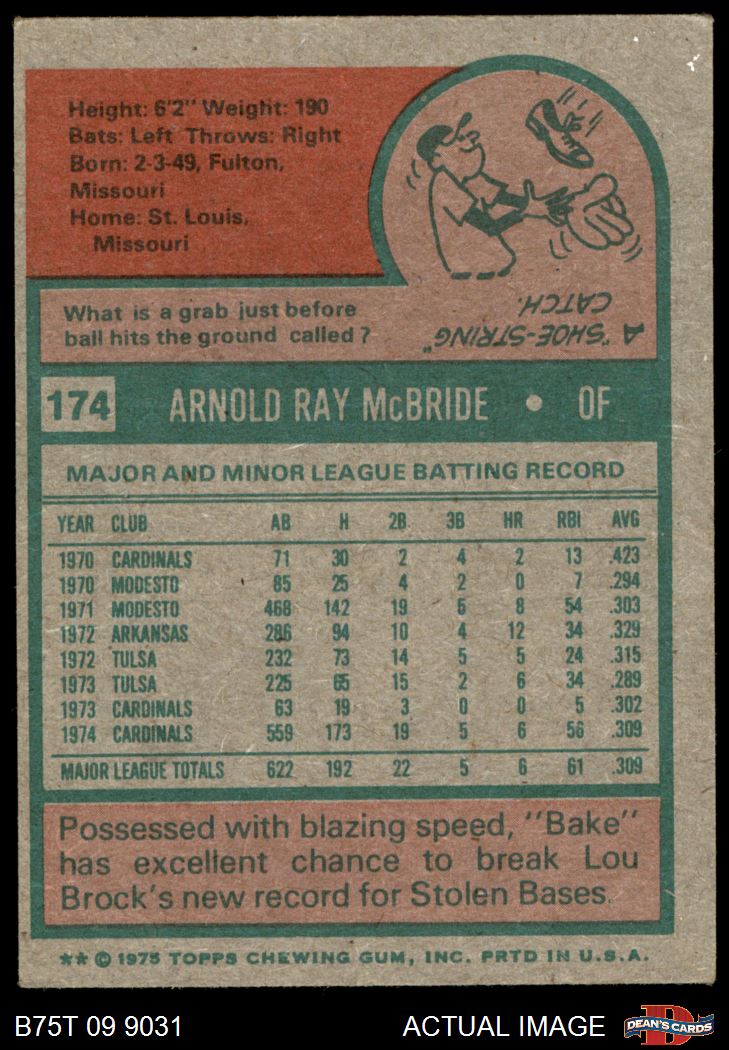 Height: 6'2" Weight: 190
Bats: Left Throws: Right
Born: 2-3-49, Fulton,
Missouri
Home: St. Louis,
Missouri
What is a grab just before
ball hits the ground called?
A "SHOE-STRING"
CATCH.
174 ARNOLD RAY McBRIDE • OF
MAJOR AND MINOR LEAGUE BATTING RECORD
YEAR CLUB AB H 2B 3B HR RBI AVG
1970 CARDINALS 71 30 2 4 2 13 .423
1970 MODESTO 85 25 4 2 0 7 .294
1971 MODESTO 468 142 19 6 8 54 .303
1972 ARKANSAS 286 94 10 4 12 34 .329
1972 TULSA 232 73 14 5 5 24 .315
1973 TULSA 225 65 15 2 6 34 .289
1973 CARDINALS 63 19 3 0 0 5 .302
1974 CARDINALS 559 173 19 5 6 56 .309
MAJOR LEAGUE TOTALS 622 192 22 5 6 61 .309
Possessed with blazing speed, "Bake"
has excellent chance to break Lou
Brock's new record for Stolen Bases.
** © 1975 TOPPS CHEWING GUM, INC. PRTD IN U.S.A.
B75T 09 9031 ACTUAL IMAGE DEAN'S CARDS